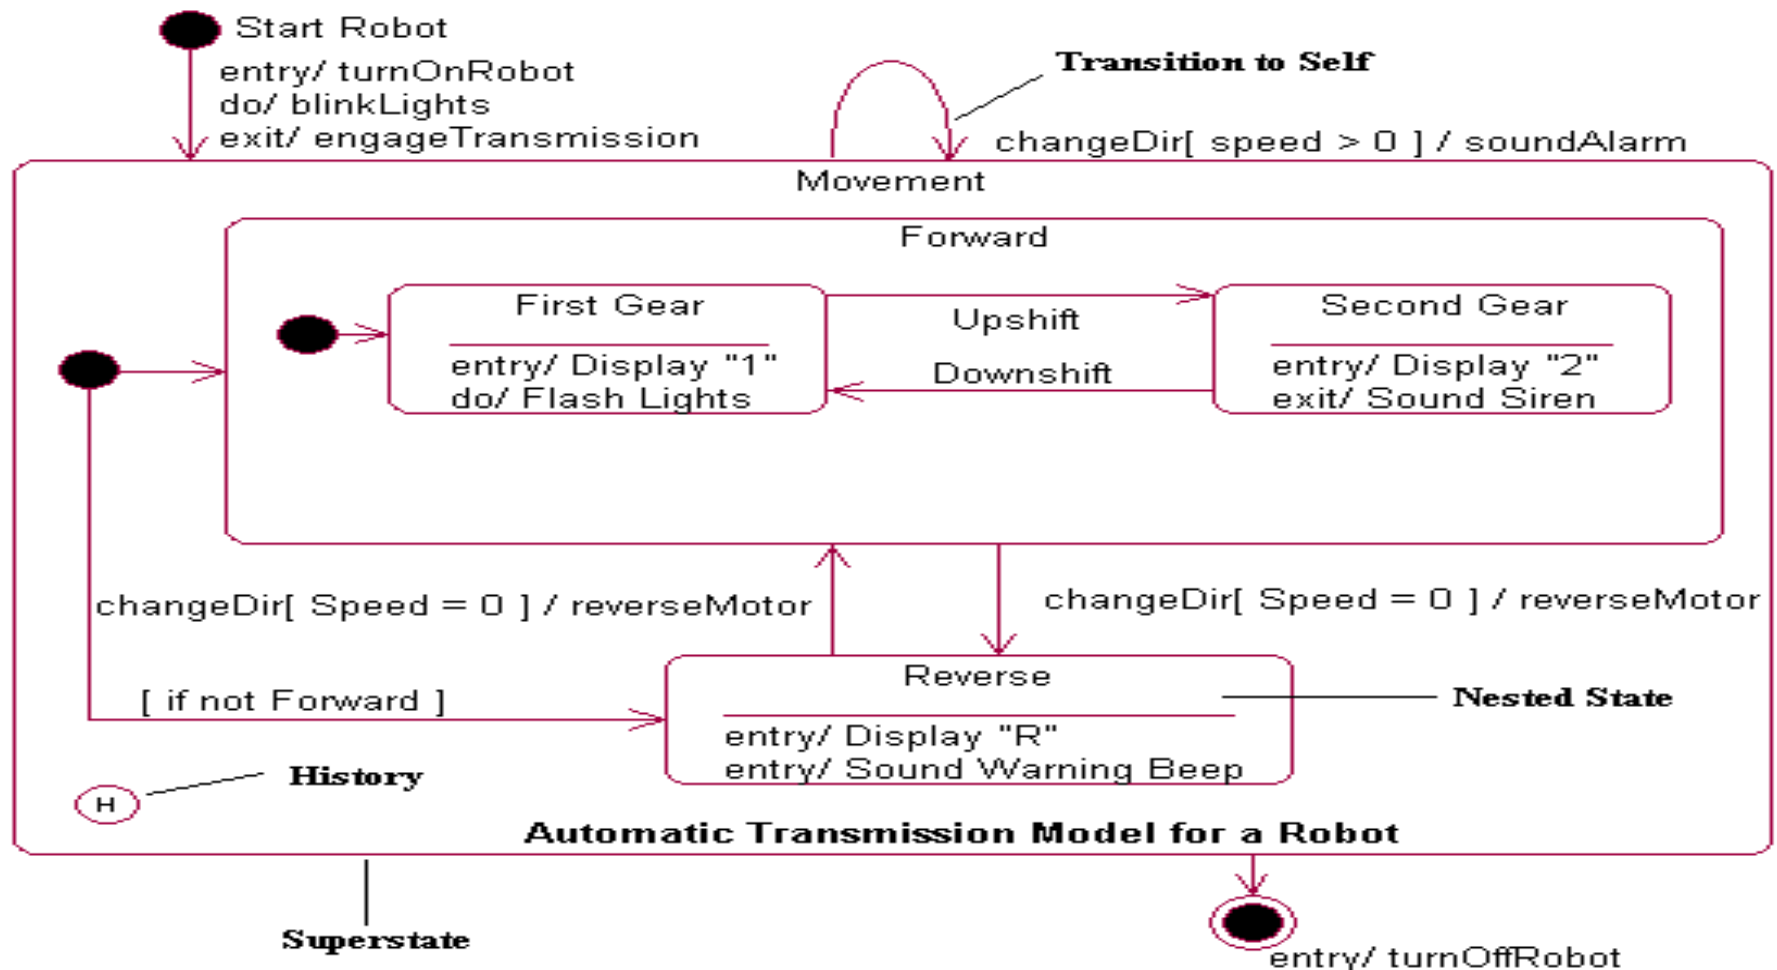 Start Robot
entry/ turnOnRobot
do/ blinkLights
exit/ engageTransmission
Transition to Self
changeDir[ speed > 0 ] / soundAlarm
Movement
Forward
First Gear
entry/ Display "1"
do/ Flash Lights
Upshift
Downshift
Second Gear
entry/ Display "2"
exit/ Sound Siren
changeDir[ Speed = 0 ] / reverseMotor
changeDir[ Speed = 0 ] / reverseMotor
[ if not Forward ]
Reverse
entry/ Display "R"
entry/ Sound Warning Beep
Nested State
History
H
Automatic Transmission Model for a Robot
Superstate
entry/ turnOffRobot